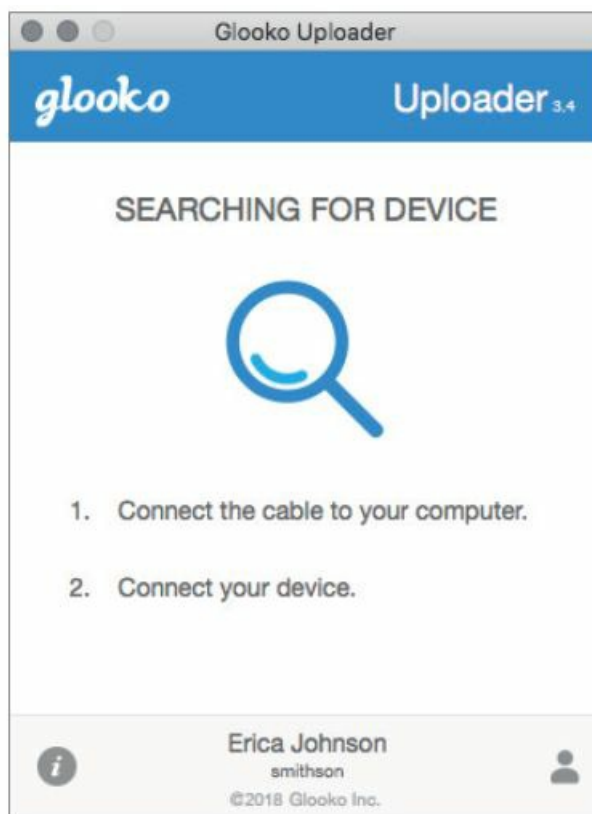 Glooko Uploader
glooko Uploader 3.4
SEARCHING FOR DEVICE
1. Connect the cable to your computer.
2. Connect your device.
i
Erica Johnson
smithson
©2018 Glooko Inc.